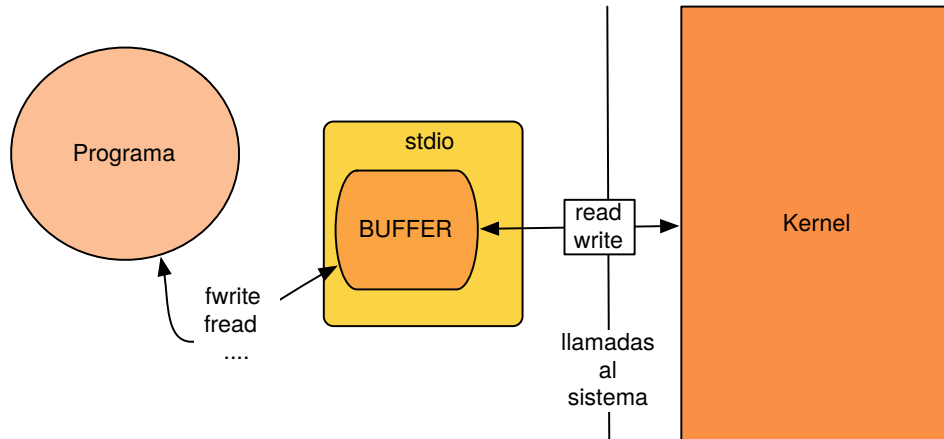 Programa
stdio
BUFFER
fwrite
fread
....
read
write
llamadas
al
sistema
Kernel